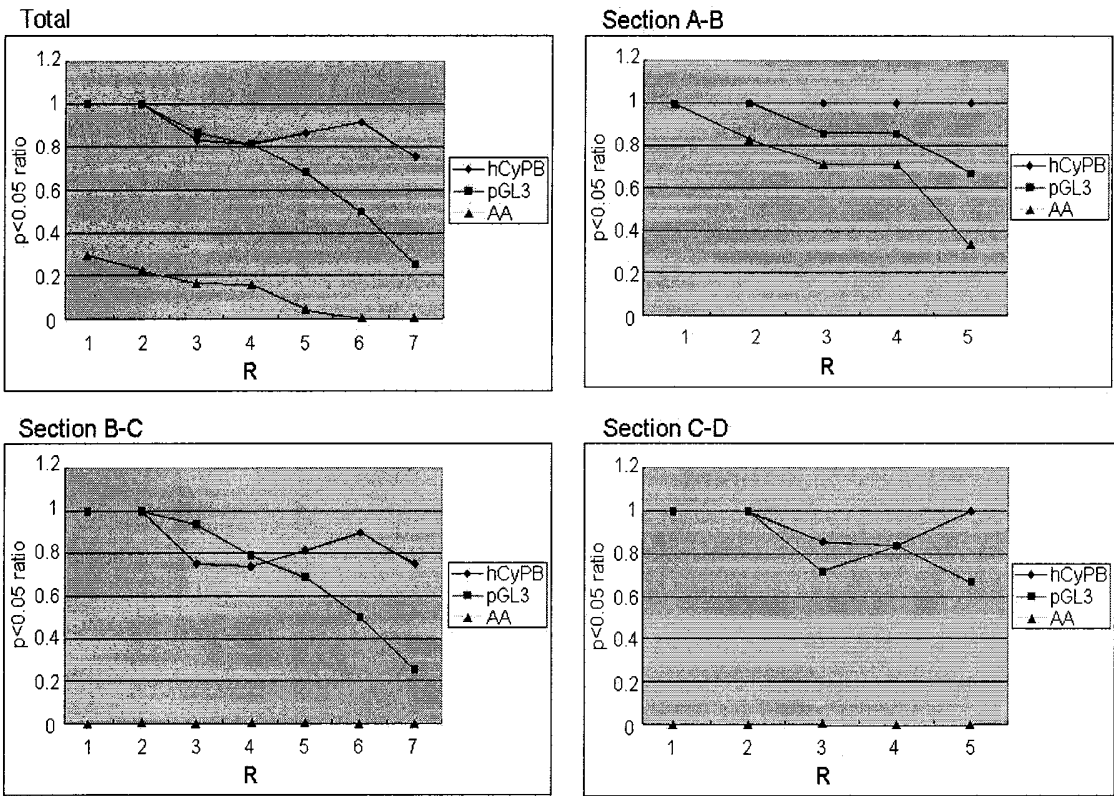 Total
1.2
1
0.8
0.6
0.4
0.2
0
p<0.05 ratio
1 2 3 4 5 6 7
R
hCyPB
pGL3
AA
Section A-B
1.2
1
0.8
0.6
0.4
0.2
0
p<0.05 ratio
1 2 3 4 5
R
hCyPB
pGL3
AA
Section B-C
1.2
1
0.8
0.6
0.4
0.2
0
p<0.05 ratio
1 2 3 4 5 6 7
R
hCyPB
pGL3
AA
Section C-D
1.2
1
0.8
0.6
0.4
0.2
0
p<0.05 ratio
1 2 3 4 5
R
hCyPB
pGL3
AA